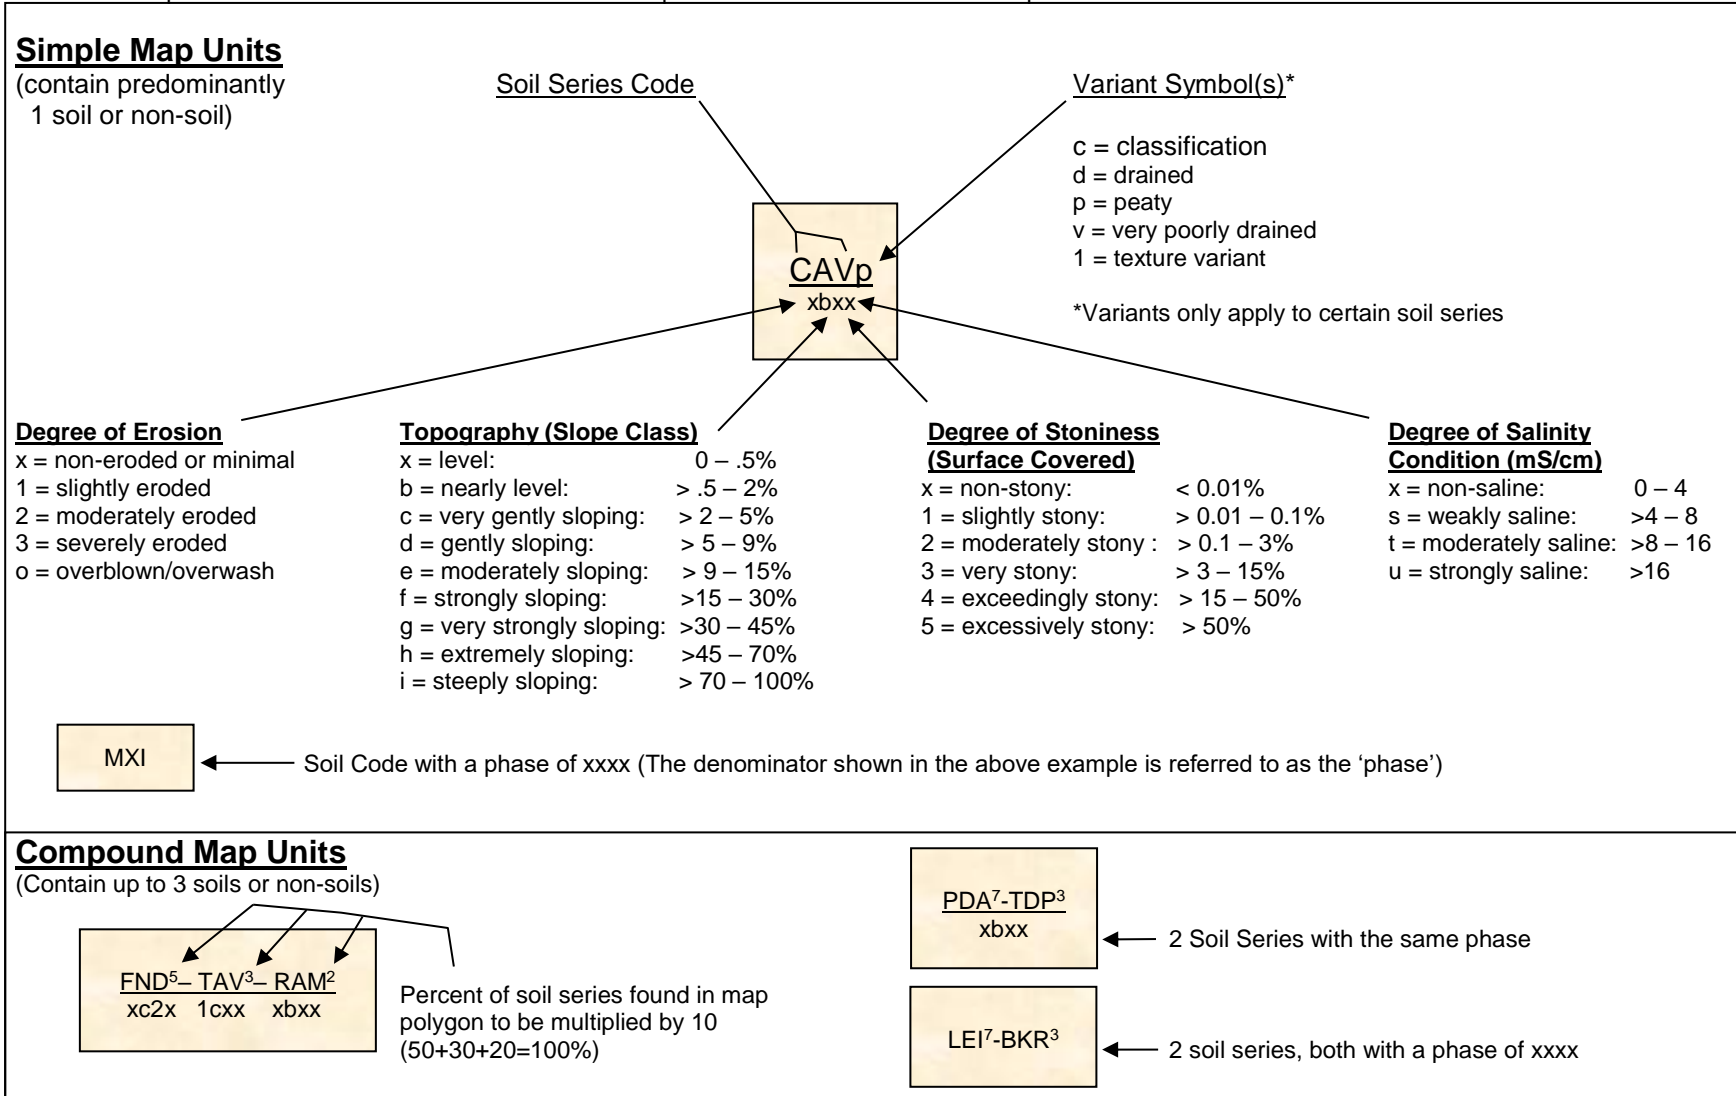 Simple Map Units
(contain predominantly
1 soil or non-soil)
Soil Series Code
Variant Symbol(s)*
c = classification
d = drained
p = peaty
v = very poorly drained
1 = texture variant
*Variants only apply to certain soil series
CAVp
xbxx
Degree of Erosion
x = non-eroded or minimal
1 = slightly eroded
2 = moderately eroded
3 = severely eroded
o = overblown/overwash
Topography (Slope Class)
x = level: 0 – .5%
b = nearly level: > .5 – 2%
c = very gently sloping: > 2 – 5%
d = gently sloping: > 5 – 9%
e = moderately sloping: > 9 – 15%
f = strongly sloping: >15 – 30%
g = very strongly sloping: >30 – 45%
h = extremely sloping: >45 – 70%
i = steeply sloping: > 70 – 100%
Degree of Stoniness
(Surface Covered)
x = non-stony: < 0.01%
1 = slightly stony: > 0.01 – 0.1%
2 = moderately stony : > 0.1 – 3%
3 = very stony: > 3 – 15%
4 = exceedingly stony: > 15 – 50%
5 = excessively stony: > 50%
Degree of Salinity
Condition (mS/cm)
x = non-saline: 0 – 4
s = weakly saline: >4 – 8
t = moderately saline: >8 – 16
u = strongly saline: >16
MXI
Soil Code with a phase of xxxx (The denominator shown in the above example is referred to as the ‘phase’)
Compound Map Units
(Contain up to 3 soils or non-soils)
FND⁵– TAV³– RAM²
xc2x 1cxx xbxx
Percent of soil series found in map
polygon to be multiplied by 10
(50+30+20=100%)
PDA⁷-TDP³
xbxx
2 Soil Series with the same phase
LEI⁷-BKR³
2 soil series, both with a phase of xxxx